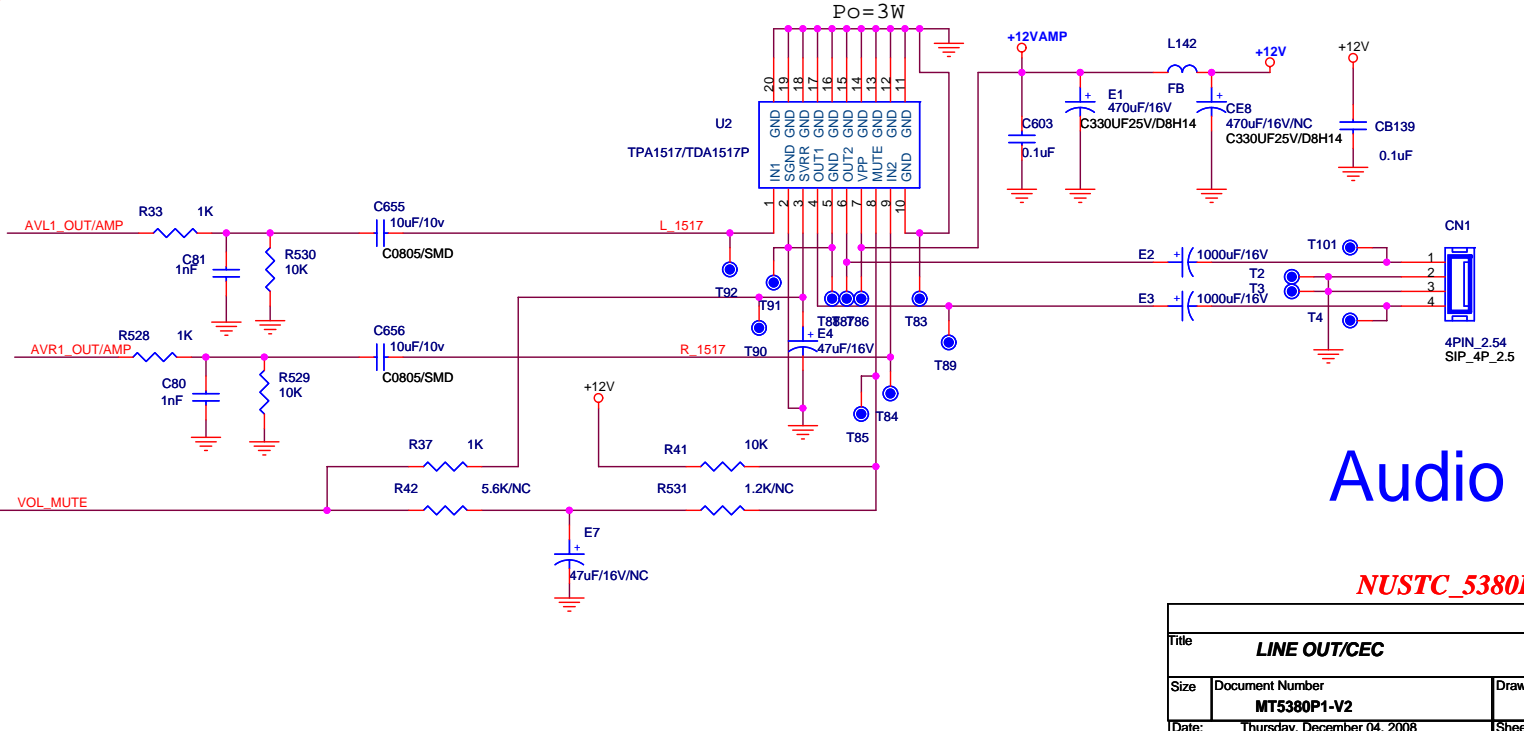 Po=3W
+12VAMP
L142
+12V
+12V
20 19 18 17 16 15 14 13 12 11
FB
E1
470uF/16V
C330UF25V/D8H14
CE8
470uF/16V/NC
C330UF25V/D8H14
U2
TPA1517/TDA1517P
GND GND GND GND GND GND GND GND GND GND
IN1 SGND SVRR OUT1 GND OUT2 VPP MUTE IN2 GND
C603
0.1uF
CB139
0.1uF
1 2 3 4 5 6 7 8 9 10
R33 1K
C655
10uF/10v
C0805/SMD
AVL1_OUT/AMP
L_1517
CN1
C81
1nF
R530
10K
T101
E2 1000uF/16V
1
T2
2
T3
3
E3 1000uF/16V
4
T4
T92
T91
T88
T87
T86
T83
T89
R528 1K
C656
10uF/10v
C0805/SMD
AVR1_OUT/AMP
R_1517
T90
E4
47uF/16V
4PIN_2.54
SIP_4P_2.5
C80
1nF
R529
10K
+12V
T84
T85
R37 1K
R41 10K
R42 5.6K/NC
R531 1.2K/NC
VOL_MUTE
E7
47uF/16V/NC
Audio
NUSTC_5380
Title
LINE OUT/CEC
Size Document Number Draw
MT5380P1-V2
Date: Thursday, December 04, 2008 Shee